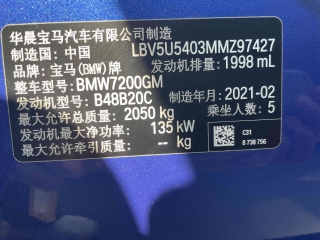 华晨宝马汽车有限公司制造
制造国：中国 LBV5U5403MMZ97427
品牌：宝马(BMW)牌 发动机排量：1998 mL
整车型号：BMW7200GM
发动机型号：B48B20C 制造年月：2021-02
最大允许总质量：2050 kg 乘坐人数：5
发动机最大净功率：135 kW
最大允许牵引质量：-- kg
C31
8 738 756